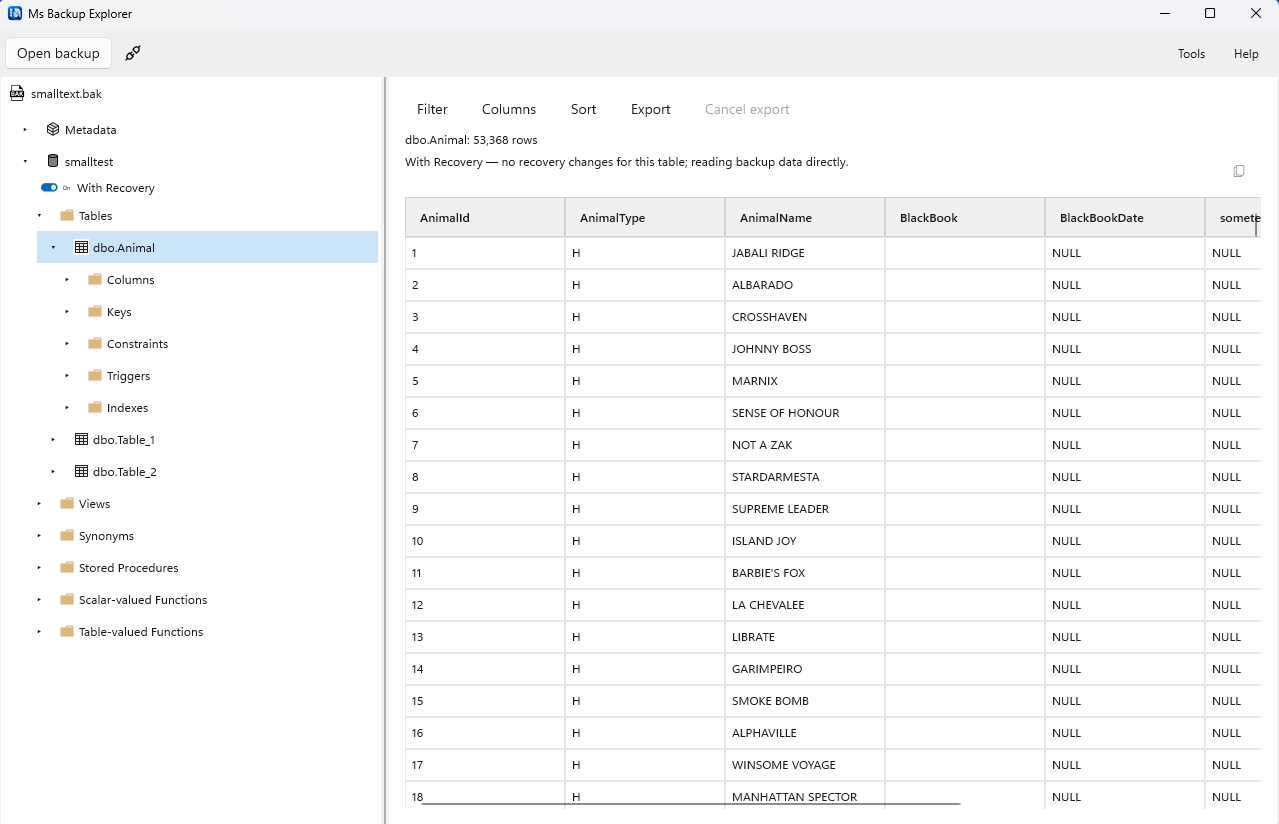 Ms Backup Explorer
Open backup
Tools Help
smalltext.bak
Metadata
smalltest
On With Recovery
Tables
dbo.Animal
Columns
Keys
Constraints
Triggers
Indexes
dbo.Table_1
dbo.Table_2
Views
Synonyms
Stored Procedures
Scalar-valued Functions
Table-valued Functions
Filter Columns Sort Export Cancel export
dbo.Animal: 53,368 rows
With Recovery — no recovery changes for this table; reading backup data directly.
AnimalId AnimalType AnimalName BlackBook BlackBookDate
1 H JABALI RIDGE NULL NULL
2 H ALBARADO NULL NULL
3 H CROSSHAVEN NULL NULL
4 H JOHNNY BOSS NULL NULL
5 H MARNIX NULL NULL
6 H SENSE OF HONOUR NULL NULL
7 H NOT A ZAK NULL NULL
8 H STARDARMESTA NULL NULL
9 H SUPREME LEADER NULL NULL
10 H ISLAND JOY NULL NULL
11 H BARBIE'S FOX NULL NULL
12 H LA CHEVALEE NULL NULL
13 H LIBRATE NULL NULL
14 H GARIMPEIRO NULL NULL
15 H SMOKE BOMB NULL NULL
16 H ALPHAVILLE NULL NULL
17 H WINSOME VOYAGE NULL NULL
18 H MANHATTAN SPECTOR NULL NULL